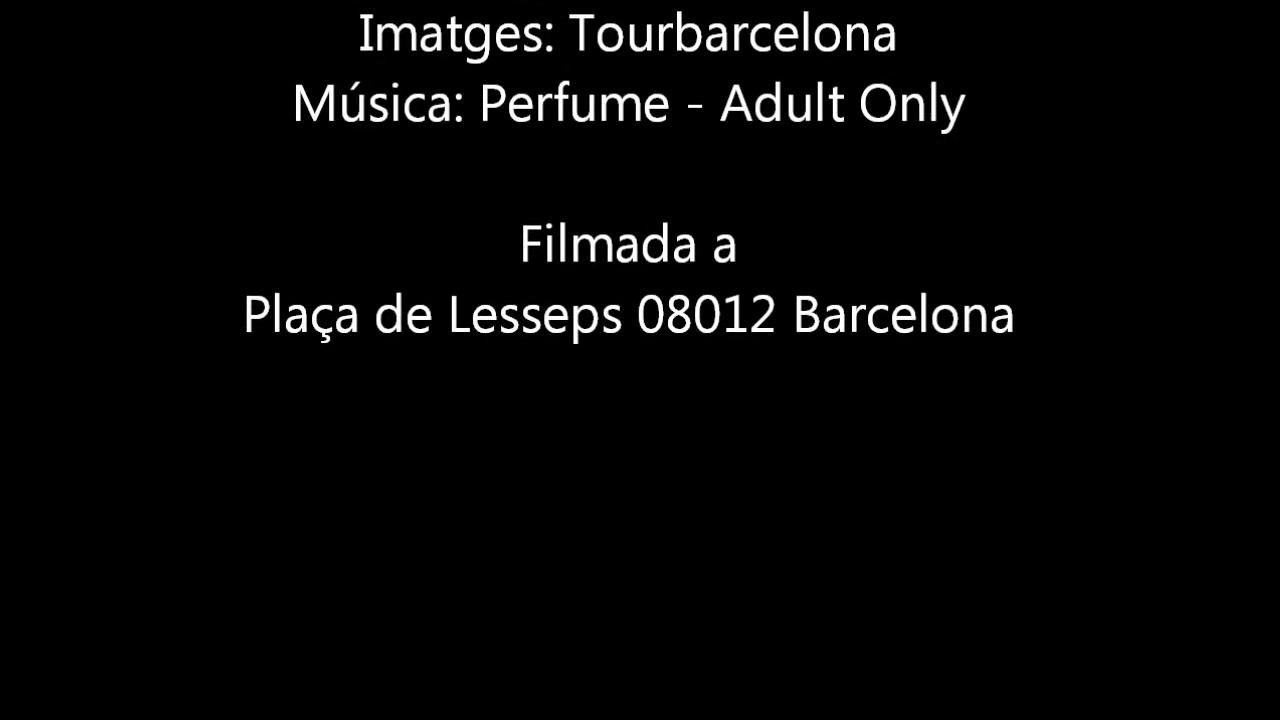 Imatges: Tourbarcelona
Música: Perfume - Adult Only
Filmada a
Plaça de Lesseps 08012 Barcelona